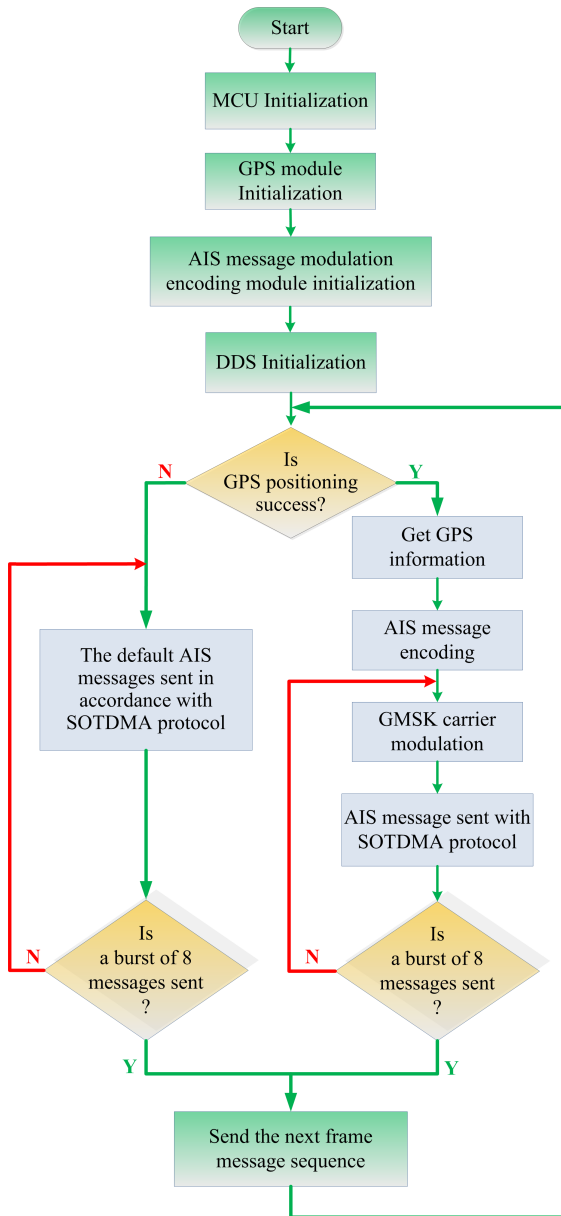 Start
MCU Initialization
GPS module
Initialization
AIS message modulation
encoding module initialization
DDS Initialization
N
Is
GPS positioning
success?
Y
Get GPS
information
AIS message
encoding
The default AIS
messages sent in
accordance with
SOTDMA protocol
GMSK carrier
modulation
AIS message sent with
SOTDMA protocol
Is
a burst of 8
messages sent
?
N
Is
a burst of 8
messages sent
?
N
Y
Y
Send the next frame
message sequence